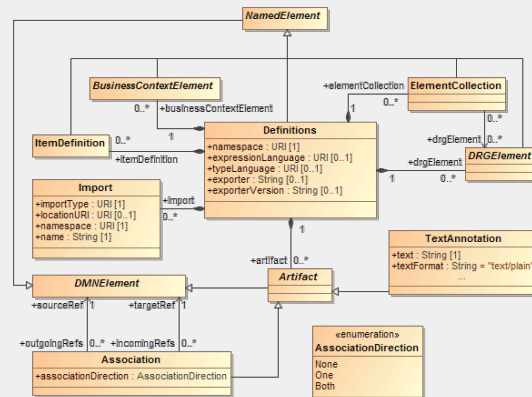 NamedElement
BusinessContextElement
0..*
+businessContextElement
1
+elementCollection
0..*
1
ElementCollection
0..*
+drgElement
0..*
DRGElement
+drgElement
1
0..*
ItemDefinition
0..*
+itemDefinition
1
Definitions
+namespace : URI [1]
+expressionLanguage : URI [0..1]
+typeLanguage : URI [0..1]
+exporter : String [0..1]
+exporterVersion : String [0..1]
Import
+importType : URI [1]
+locationURI : URI [0..1]
+namespace : URI [1]
+name : String [1]
+import
0..*
1
1
+artifact
0..*
TextAnnotation
+text : String [1]
+textFormat : String = "text/plain"
...
DMNElement
Artifact
+sourceRef
1
+targetRef
1
+outgoingRefs
0..*
+incomingRefs
0..*
Association
+associationDirection : AssociationDirection
«enumeration»
AssociationDirection
None
One
Both